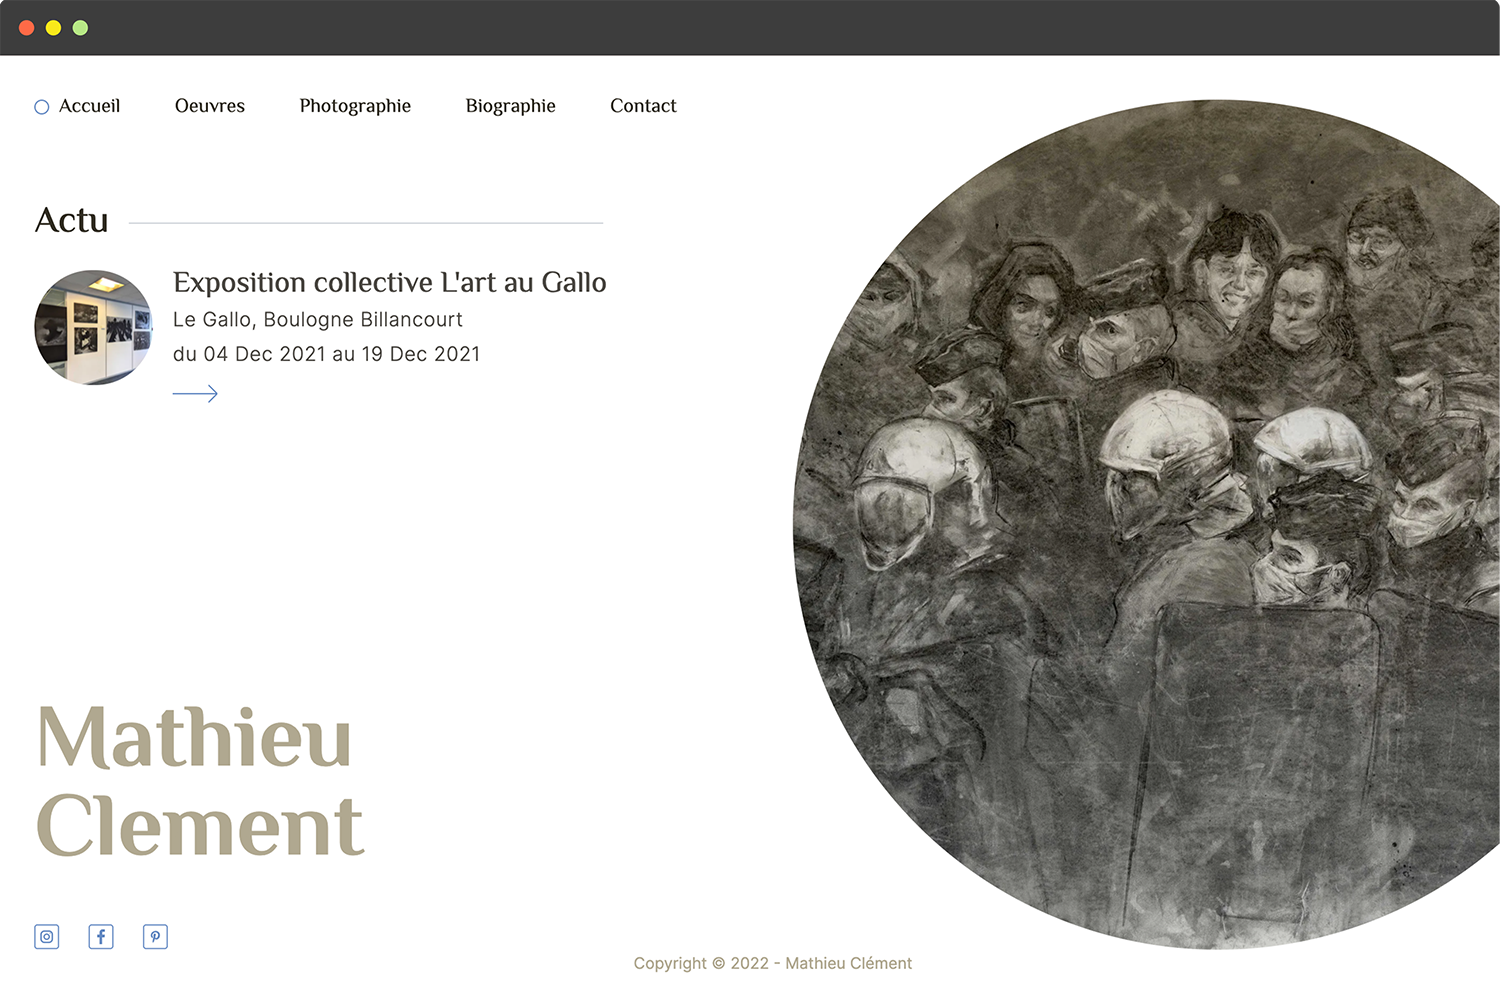 Accueil Oeuvres Photographie Biographie Contact
Actu
Exposition collective L'art au Gallo
Le Gallo, Boulogne Billancourt
du 04 Dec 2021 au 19 Dec 2021
Mathieu
Clement
Copyright © 2022 - Mathieu Clément